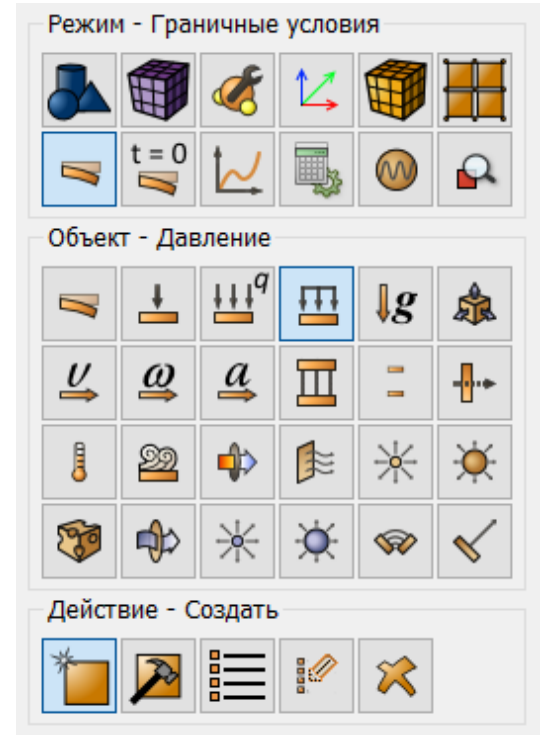 Режим - Граничные условия
t = 0
Объект - Давление
q
g
υ ω a
Действие - Создать